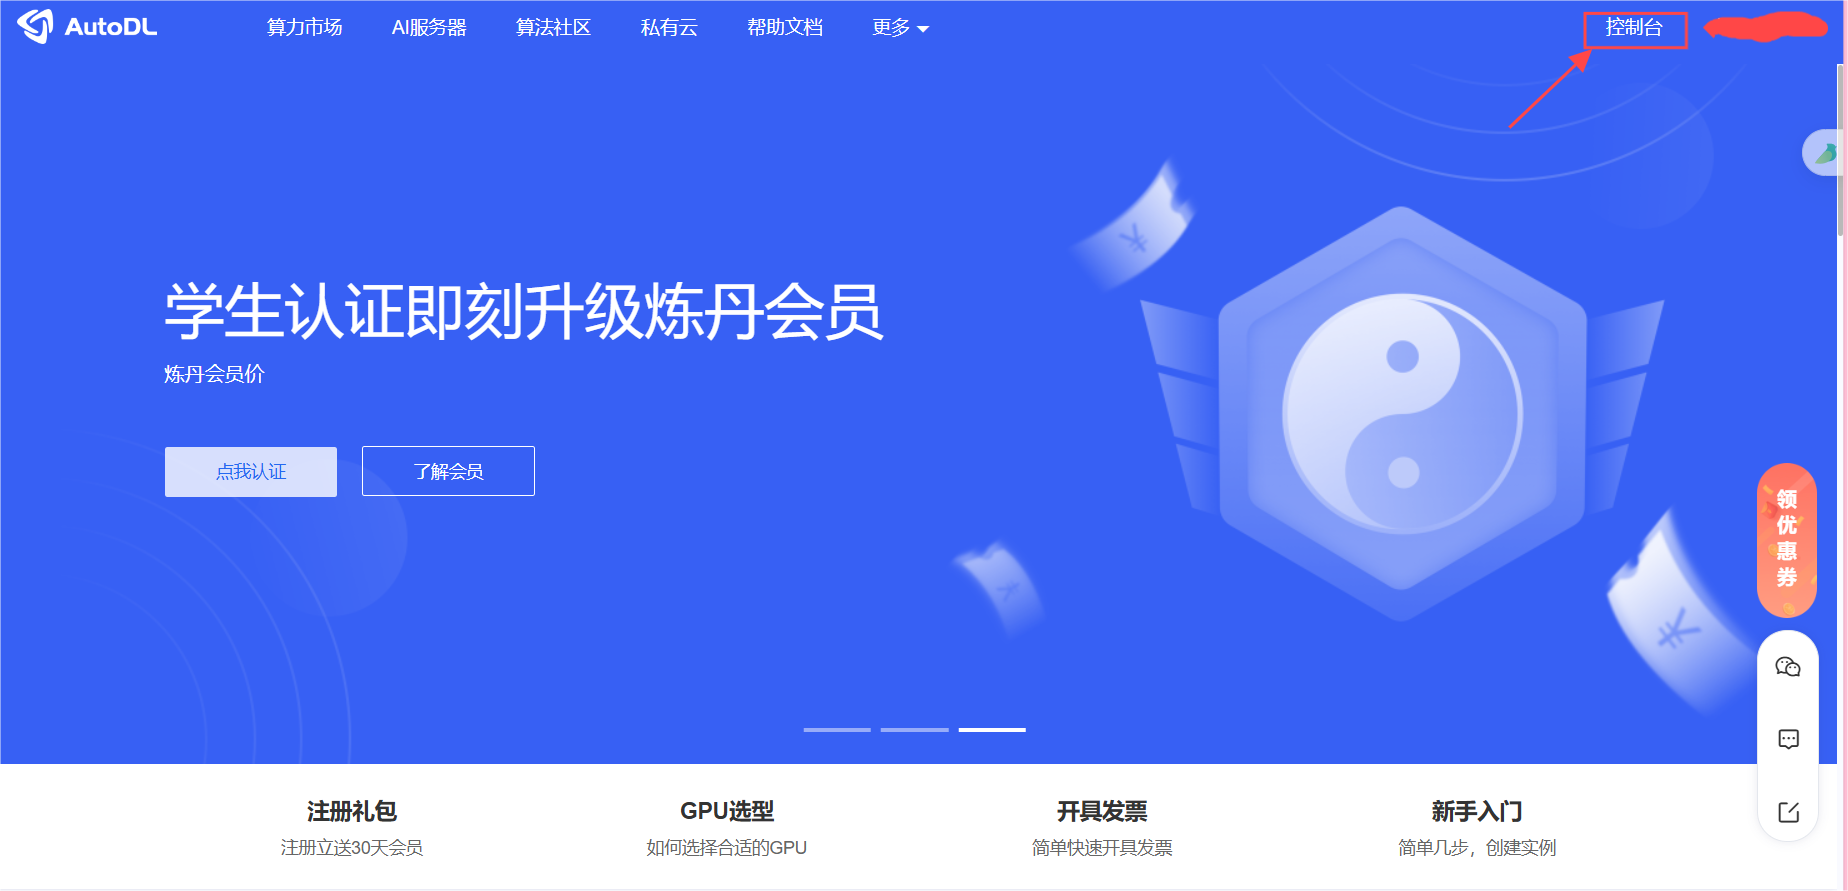 AutoDL 算力市场 AI服务器 算法社区 私有云 帮助文档 更多 控制台
学生认证即刻升级炼丹会员
炼丹会员价
点我认证 了解会员
领优惠券
注册礼包 GPU选型 开具发票 新手入门
注册立送30天会员 如何选择合适的GPU 简单快速开具发票 简单几步，创建实例